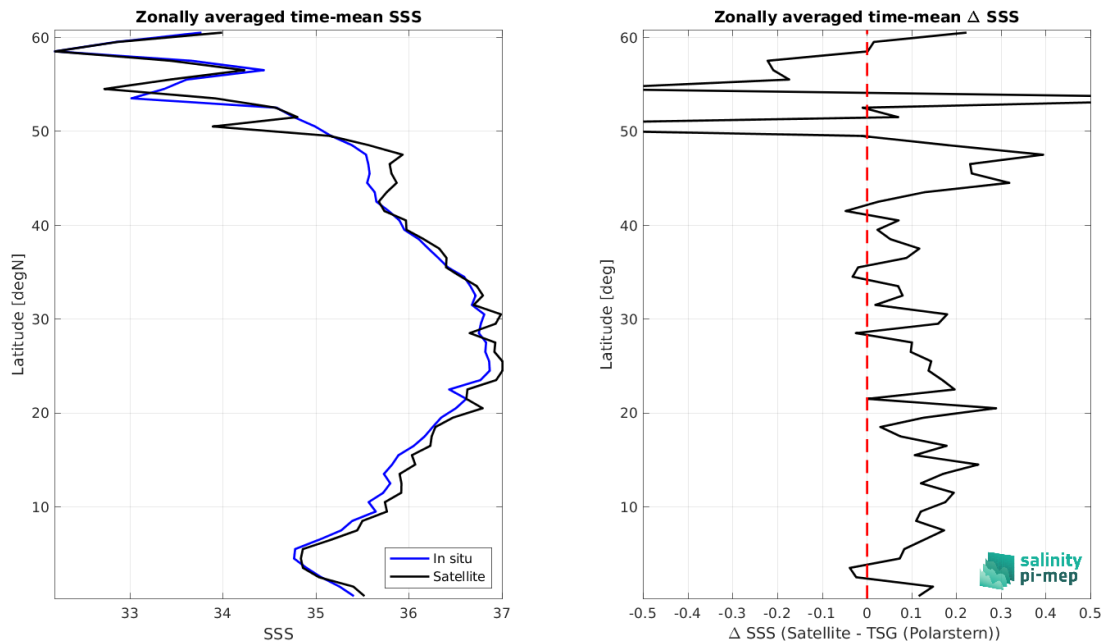 Zonally averaged time-mean SSS
60
50
40
30
20
10
Latitude [degN]
33
35
36
37
SSS
In situ
Satellite
Zonally averaged time-mean Δ SSS
60
50
40
30
20
10
Latitude [deg]
-0.5
-0.4
-0.3
-0.2
-0.1
0
0.1
0.2
0.3
0.4
0.5
Δ SSS (Satellite - TSG (Polarstern))
salinity
pi-mep